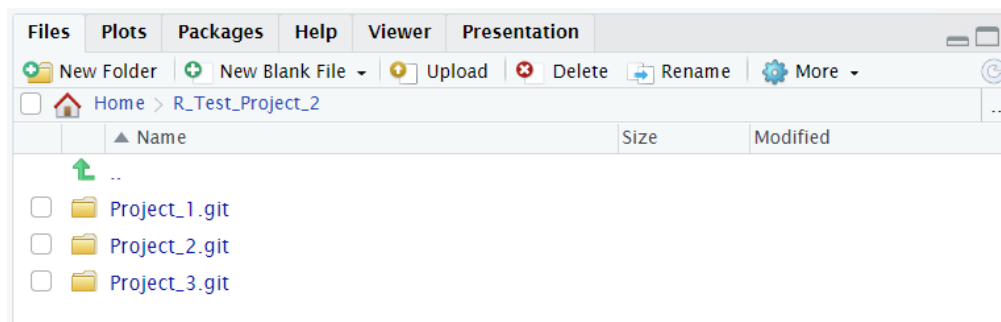 Files Plots Packages Help Viewer Presentation
New Folder New Blank File Upload Delete Rename More
Home > R_Test_Project_2 ..
Name Size Modified
..
Project_1.git
Project_2.git
Project_3.git